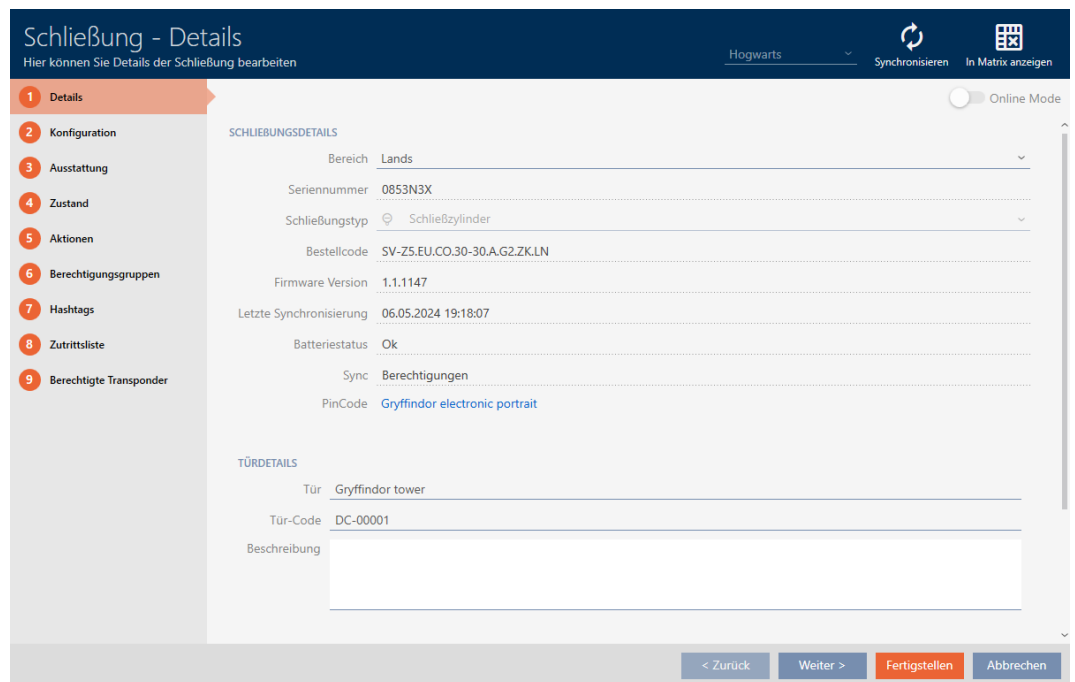 Schließung - Details
Hier können Sie Details der Schließung bearbeiten
Hogwarts
Synchronisieren
In Matrix anzeigen
1 Details
2 Konfiguration
3 Ausstattung
4 Zustand
5 Aktionen
6 Berechtigungsgruppen
7 Hashtags
8 Zutrittsliste
9 Berechtigte Transponder
Online Mode
SCHLIEßUNGSDETAILS
Bereich Lands
Seriennummer 0853N3X
Schließungstyp Schließzylinder
Bestellcode SV-Z5.EU.CO.30-30.A.G2.ZK.LN
Firmware Version 1.1.1147
Letzte Synchronisierung 06.05.2024 19:18:07
Batteriestatus Ok
Sync Berechtigungen
PinCode Gryffindor electronic portrait
TÜRDETAILS
Tür Gryffindor tower
Tür-Code DC-00001
Beschreibung
< Zurück
Weiter >
Fertigstellen
Abbrechen